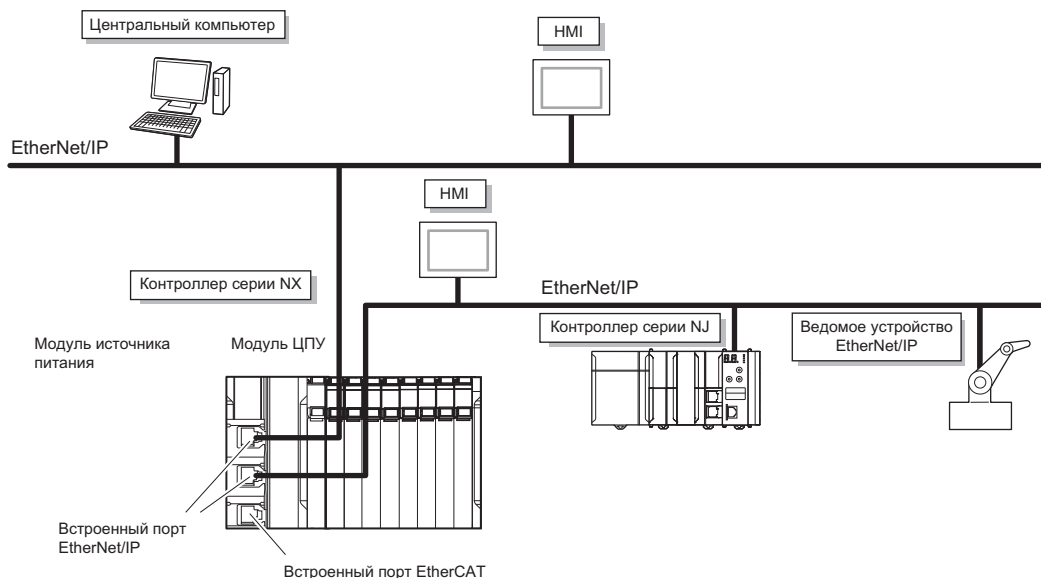 Центральный компьютер
HMI
EtherNet/IP
HMI
Контроллер серии NX
EtherNet/IP
Контроллер серии NJ
Ведомое устройство
EtherNet/IP
Модуль источника
питания
Модуль ЦПУ
Встроенный порт
EtherNet/IP
Встроенный порт EtherCAT